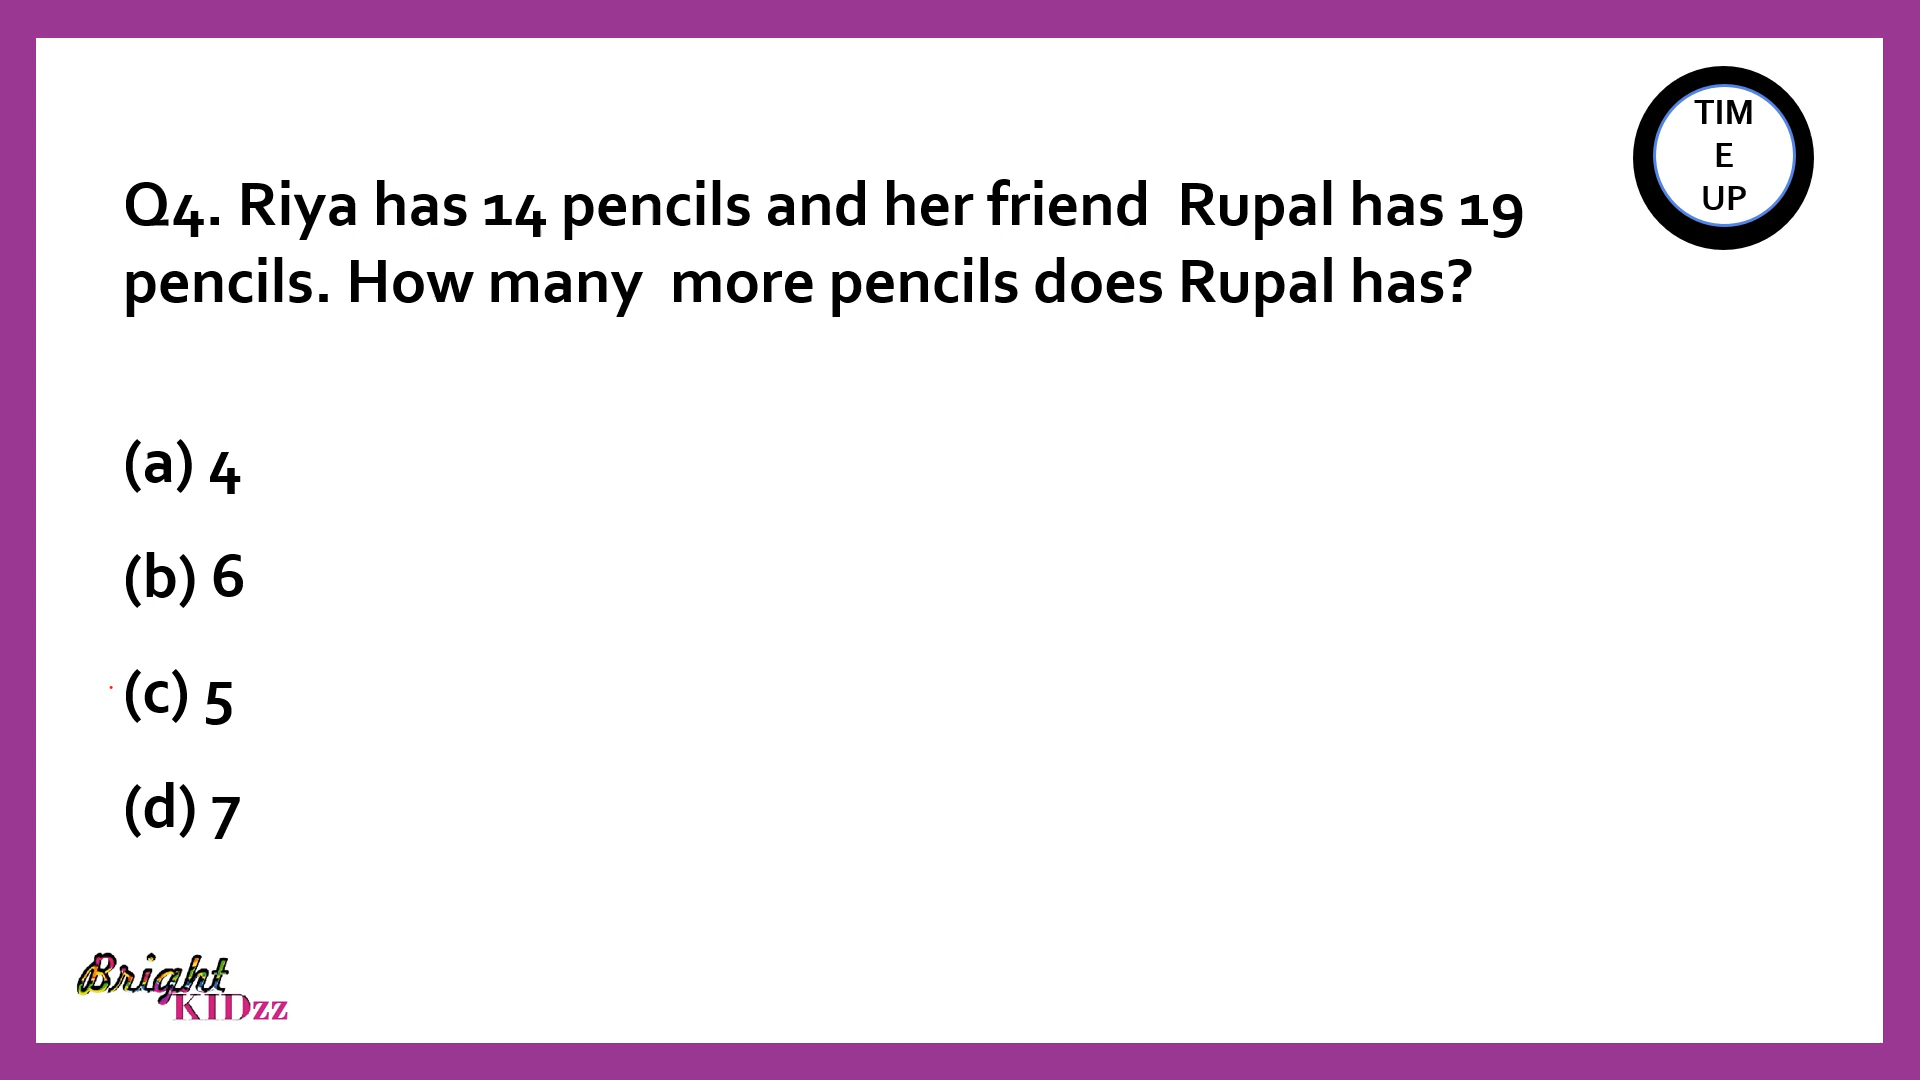 TIM
E
UP
Q4. Riya has 14 pencils and her friend  Rupal has 19
pencils. How many  more pencils does Rupal has?
(a) 4
(b) 6
(c) 5
(d) 7
Bright
KIDzz